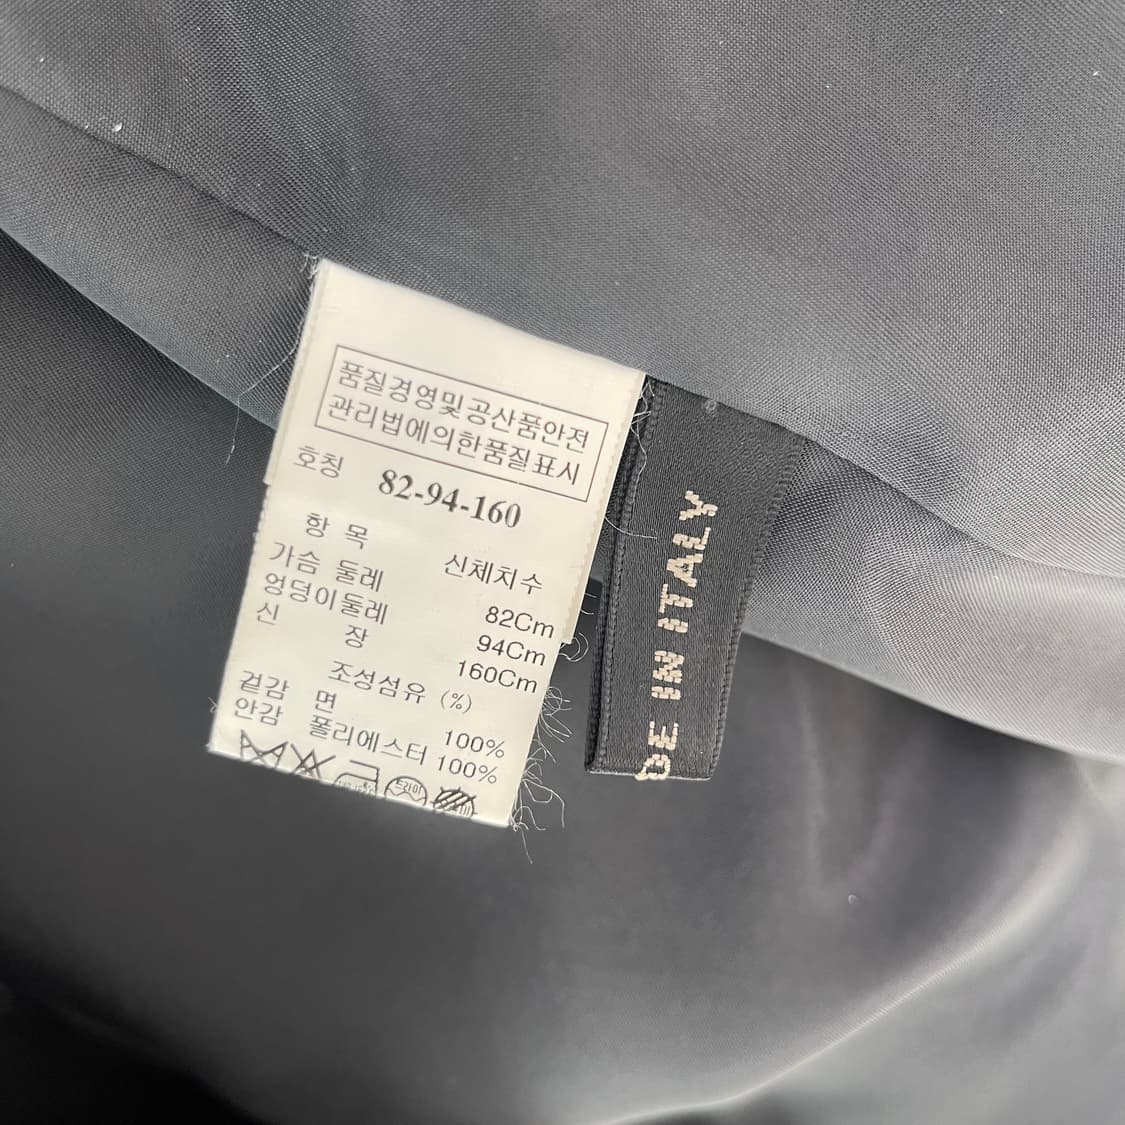 품질경영및공산품안전
관리법에의한품질표시
호칭 82-94-160
항 목 신체치수
가슴 둘레 82Cm
엉덩이둘레 94Cm
신 장 160Cm
조성섬유 (%)
겉감 면 100%
안감 폴리에스터 100%
드라이
DE IN ITALY